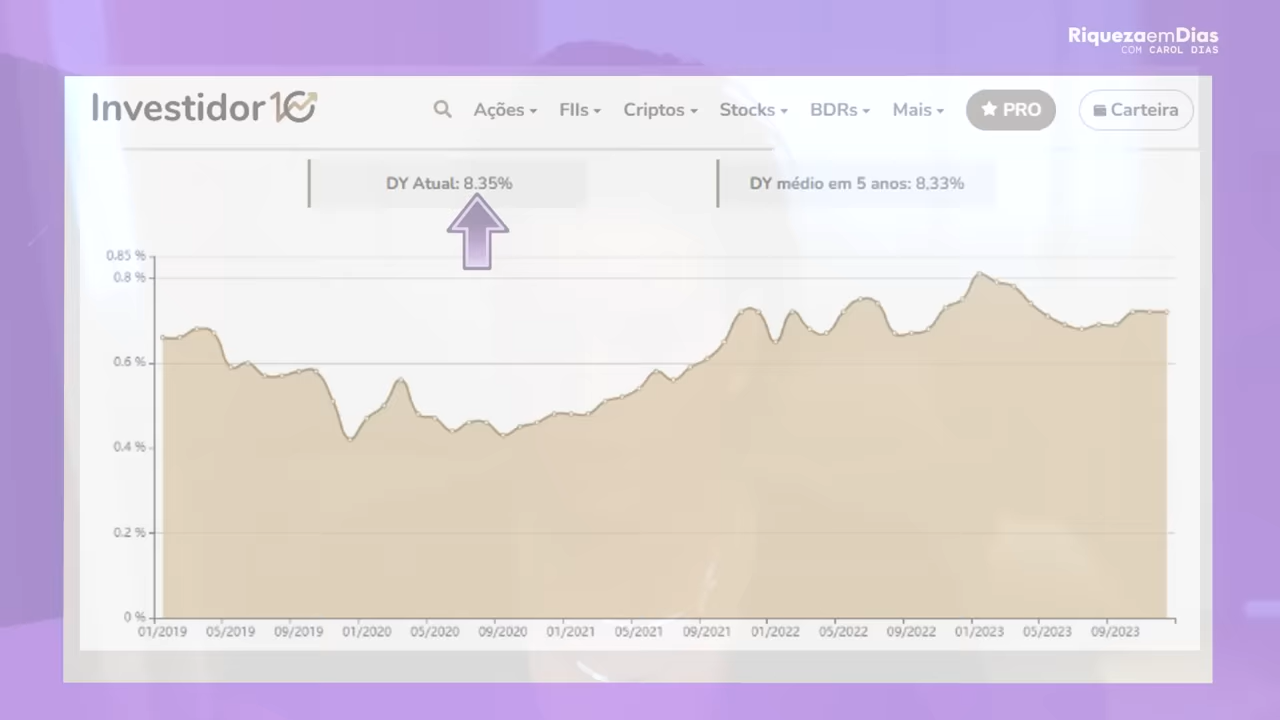 RiquezaemDias
COM CAROL DIAS
Investidor 10
Ações
FIIs
Criptos
Stocks
BDRs
Mais
PRO
Carteira
DY Atual: 8.35%
DY médio em 5 anos: 8,33%
0.85 %
0.8 %
0.6 %
0.4 %
0.2 %
0 %
01/2019 05/2019 09/2019 01/2020 05/2020 09/2020 01/2021 05/2021 09/2021 01/2022 05/2022 09/2022 01/2023 05/2023 09/2023